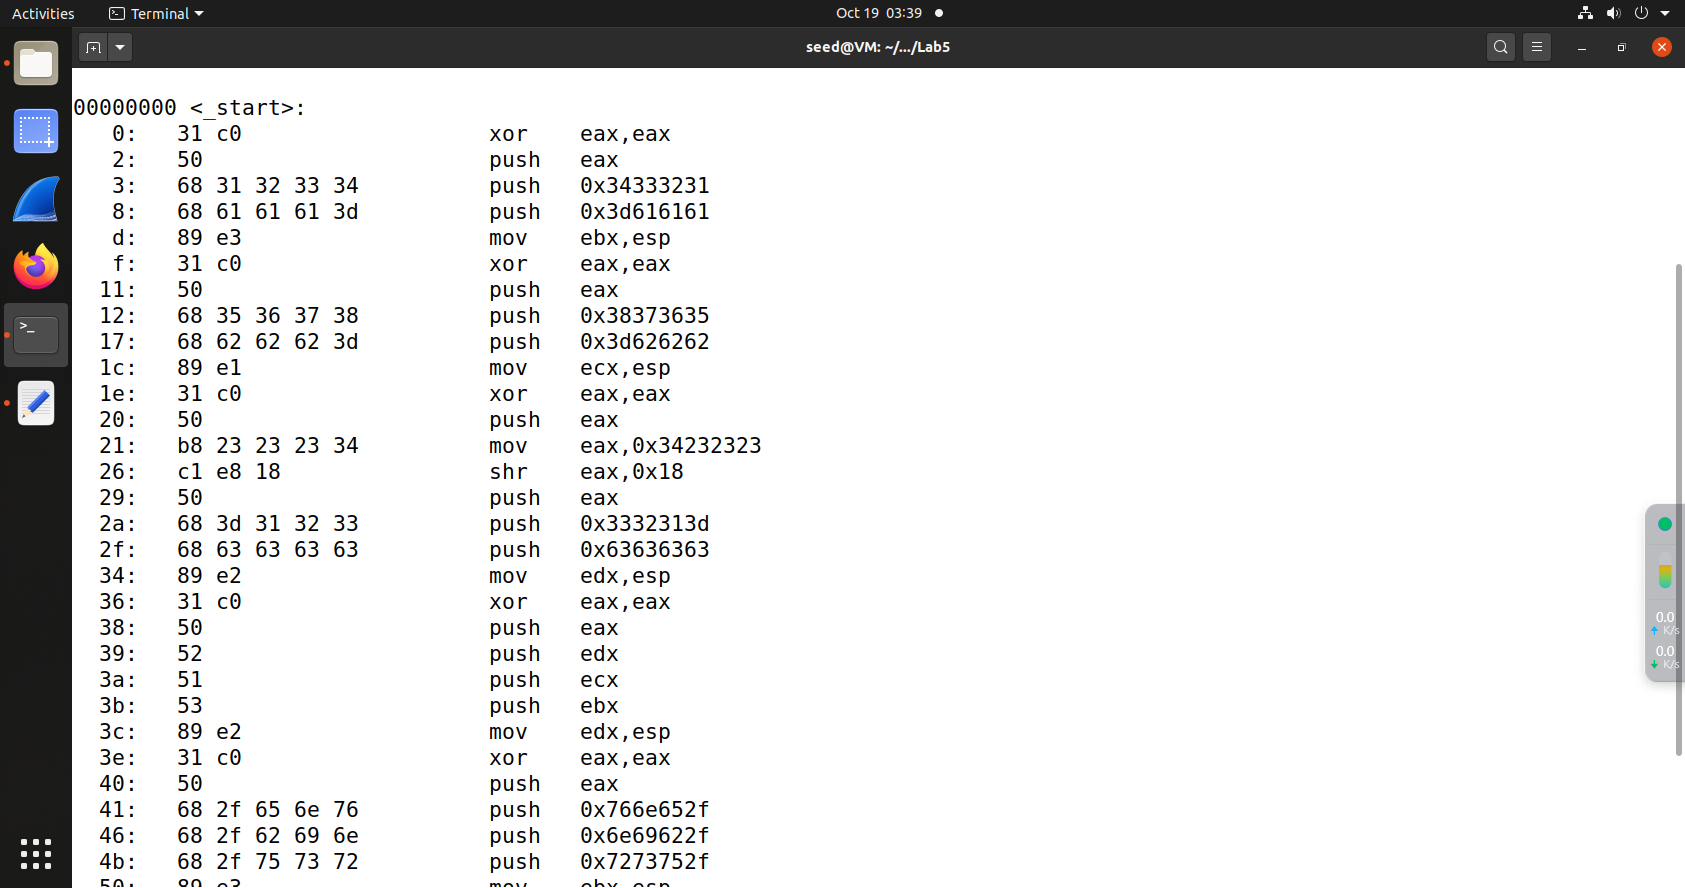 Activities Terminal Oct 19 03:39
seed@VM: ~/.../Lab5
00000000 <_start>:
0: 31 c0 xor eax,eax
2: 50 push eax
3: 68 31 32 33 34 push 0x34333231
8: 68 61 61 61 3d push 0x3d616161
d: 89 e3 mov ebx,esp
f: 31 c0 xor eax,eax
11: 50 push eax
12: 68 35 36 37 38 push 0x38373635
17: 68 62 62 62 3d push 0x3d626262
1c: 89 e1 mov ecx,esp
1e: 31 c0 xor eax,eax
20: 50 push eax
21: b8 23 23 23 34 mov eax,0x34232323
26: c1 e8 18 shr eax,0x18
29: 50 push eax
2a: 68 3d 31 32 33 push 0x3332313d
2f: 68 63 63 63 63 push 0x63636363
34: 89 e2 mov edx,esp
36: 31 c0 xor eax,eax
38: 50 push eax
39: 52 push edx
3a: 51 push ecx
3b: 53 push ebx
3c: 89 e2 mov edx,esp
3e: 31 c0 xor eax,eax
40: 50 push eax
41: 68 2f 65 6e 76 push 0x766e652f
46: 68 2f 62 69 6e push 0x6e69622f
4b: 68 2f 75 73 72 push 0x7273752f
50: 89 e3 mov ebx,esp
0.0
K/s
0.0
K/s